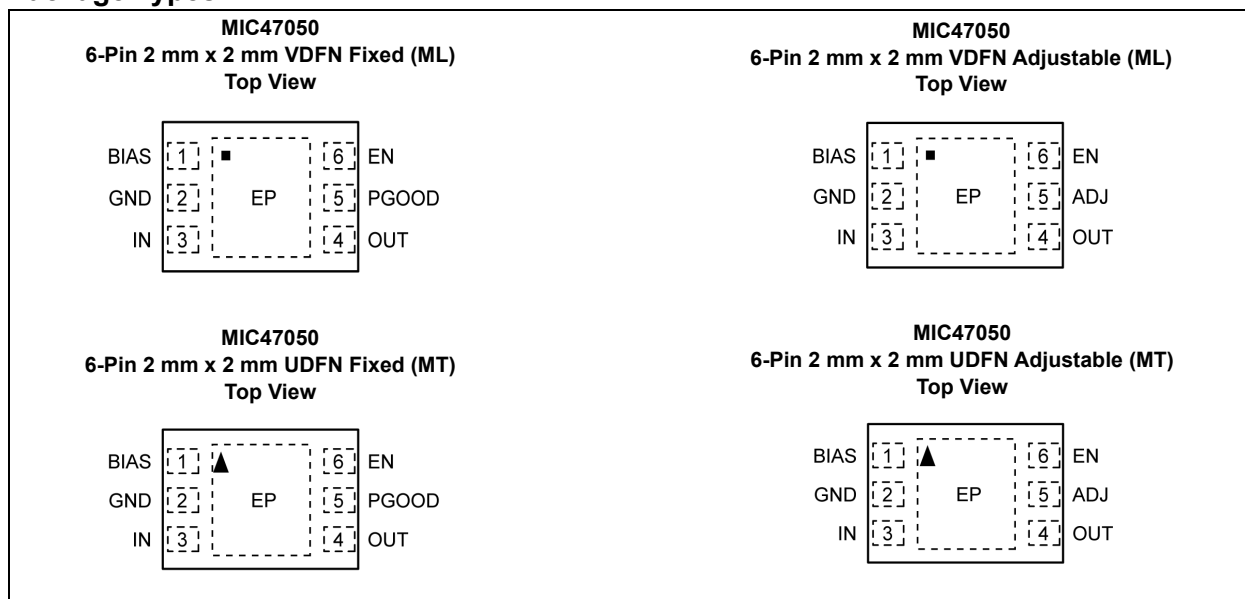 MIC47050
6-Pin 2 mm x 2 mm VDFN Fixed (ML)
Top View
BIAS 1 6 EN
GND 2 EP 5 PGOOD
IN 3 4 OUT
MIC47050
6-Pin 2 mm x 2 mm VDFN Adjustable (ML)
Top View
BIAS 1 6 EN
GND 2 EP 5 ADJ
IN 3 4 OUT
MIC47050
6-Pin 2 mm x 2 mm UDFN Fixed (MT)
Top View
BIAS 1 6 EN
GND 2 EP 5 PGOOD
IN 3 4 OUT
MIC47050
6-Pin 2 mm x 2 mm UDFN Adjustable (MT)
Top View
BIAS 1 6 EN
GND 2 EP 5 ADJ
IN 3 4 OUT